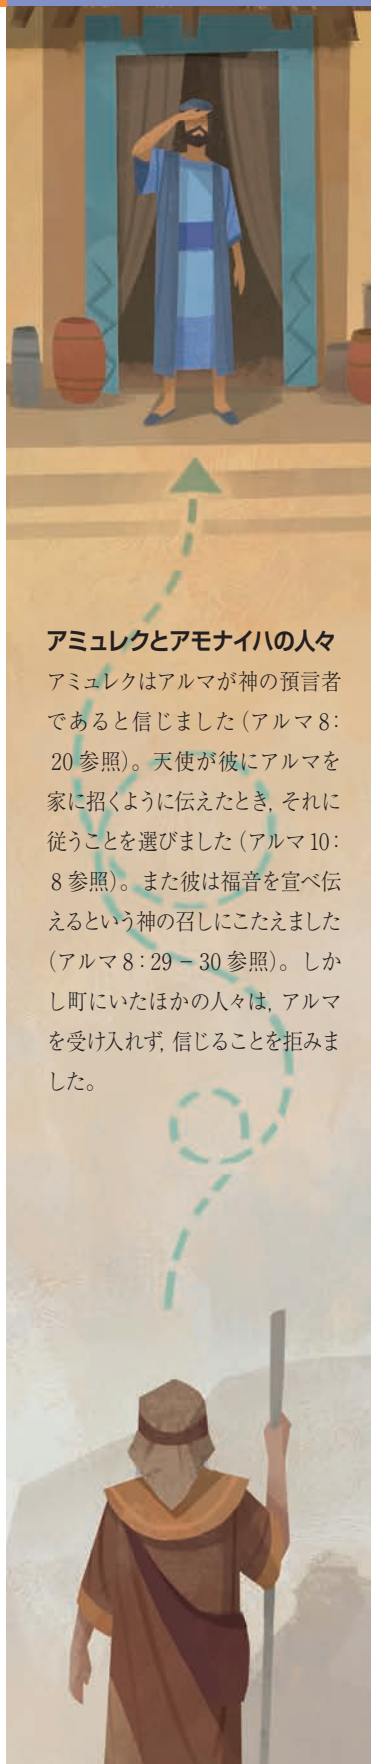 アミュレクとアモナイハの人々
アミュレクはアルマが神の預言者
であると信じました（アルマ8：
20 参照）。天使が彼にアルマを
家に招くように伝えたとき，それに
従うことを選びました（アルマ10：
8 参照）。また彼は福音を宣べ伝
えるという神の召しにこたえました
（アルマ8：29 – 30 参照）。しか
し町にいたほかの人々は，アルマ
を受け入れず，信じることを拒みま
した。